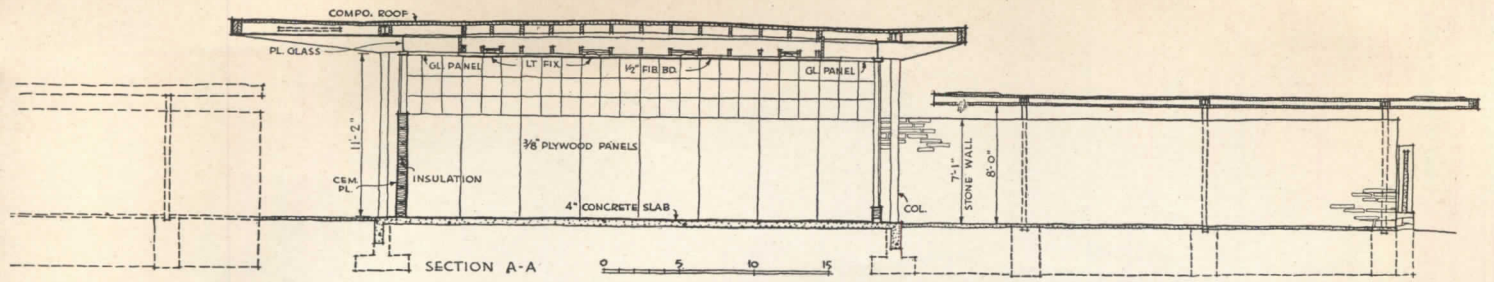 COMPO. ROOF
PL. GLASS
GL. PANEL
LT FIX.
½" FIB. BD.
GL. PANEL
11'-2"
⅜" PLYWOOD PANELS
CEM. PL.
INSULATION
4" CONCRETE SLAB
COL.
7'-1"
STONE WALL
8'-0"
SECTION A-A
0 5 10 15